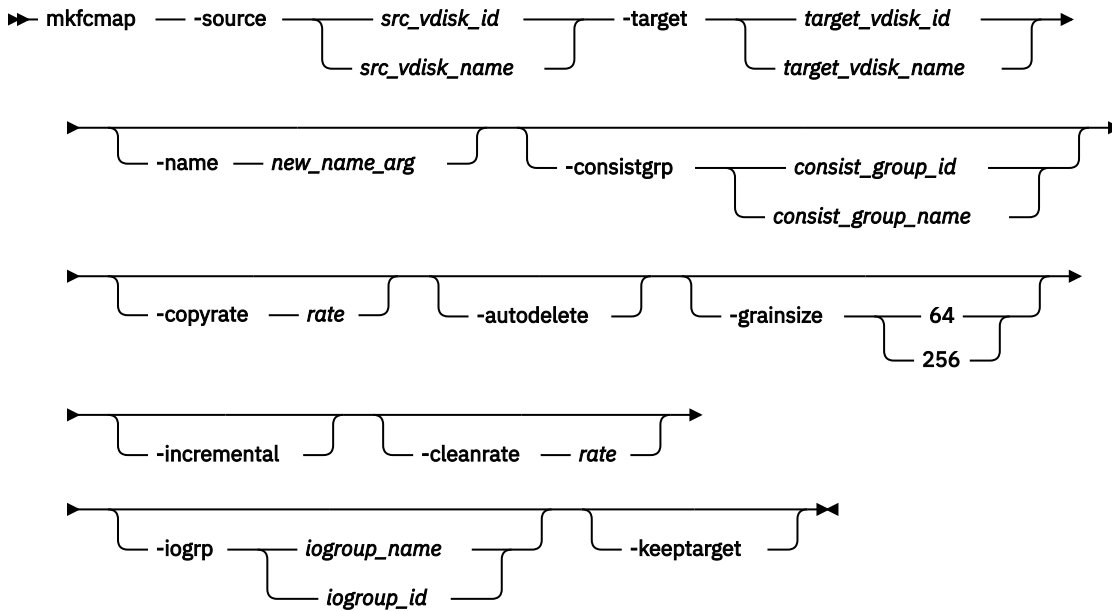 mkfcmap -source src_vdisk_id -target target_vdisk_id
src_vdisk_name target_vdisk_name
-name new_name_arg -consistgrp consist_group_id
consist_group_name
-copyrate rate -autodelete -grainsize 64
256
-incremental -cleanrate rate
-iogrp iogroup_name -keeptarget
iogroup_id